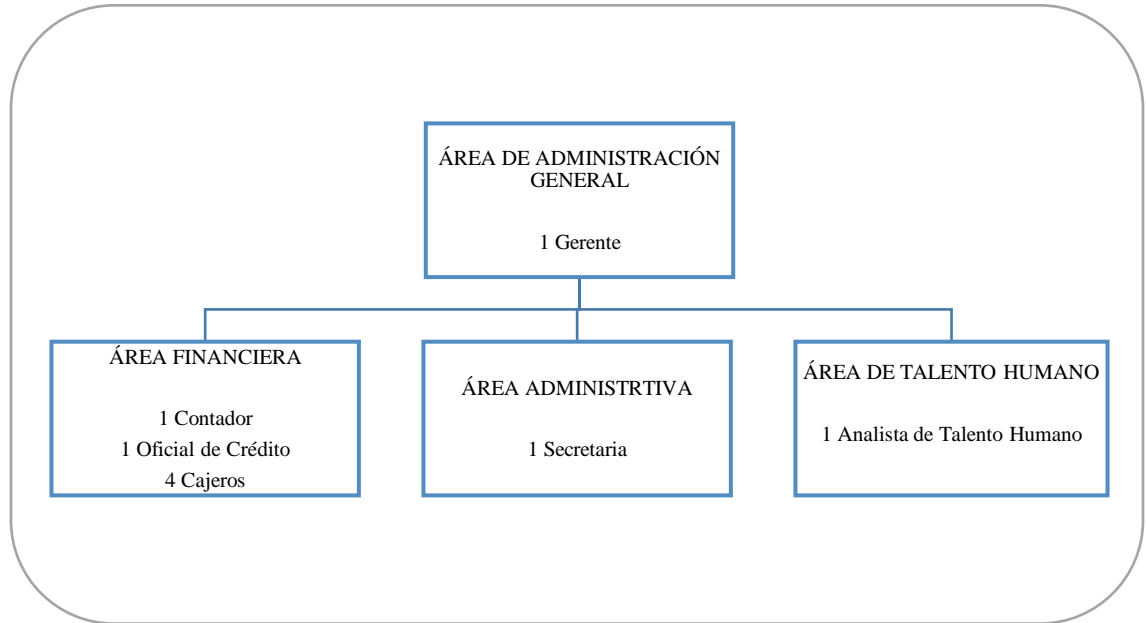 ÁREA DE ADMINISTRACIÓN
GENERAL
1 Gerente
ÁREA FINANCIERA
1 Contador
1 Oficial de Crédito
4 Cajeros
ÁREA ADMINISTRTIVA
1 Secretaria
ÁREA DE TALENTO HUMANO
1 Analista de Talento Humano